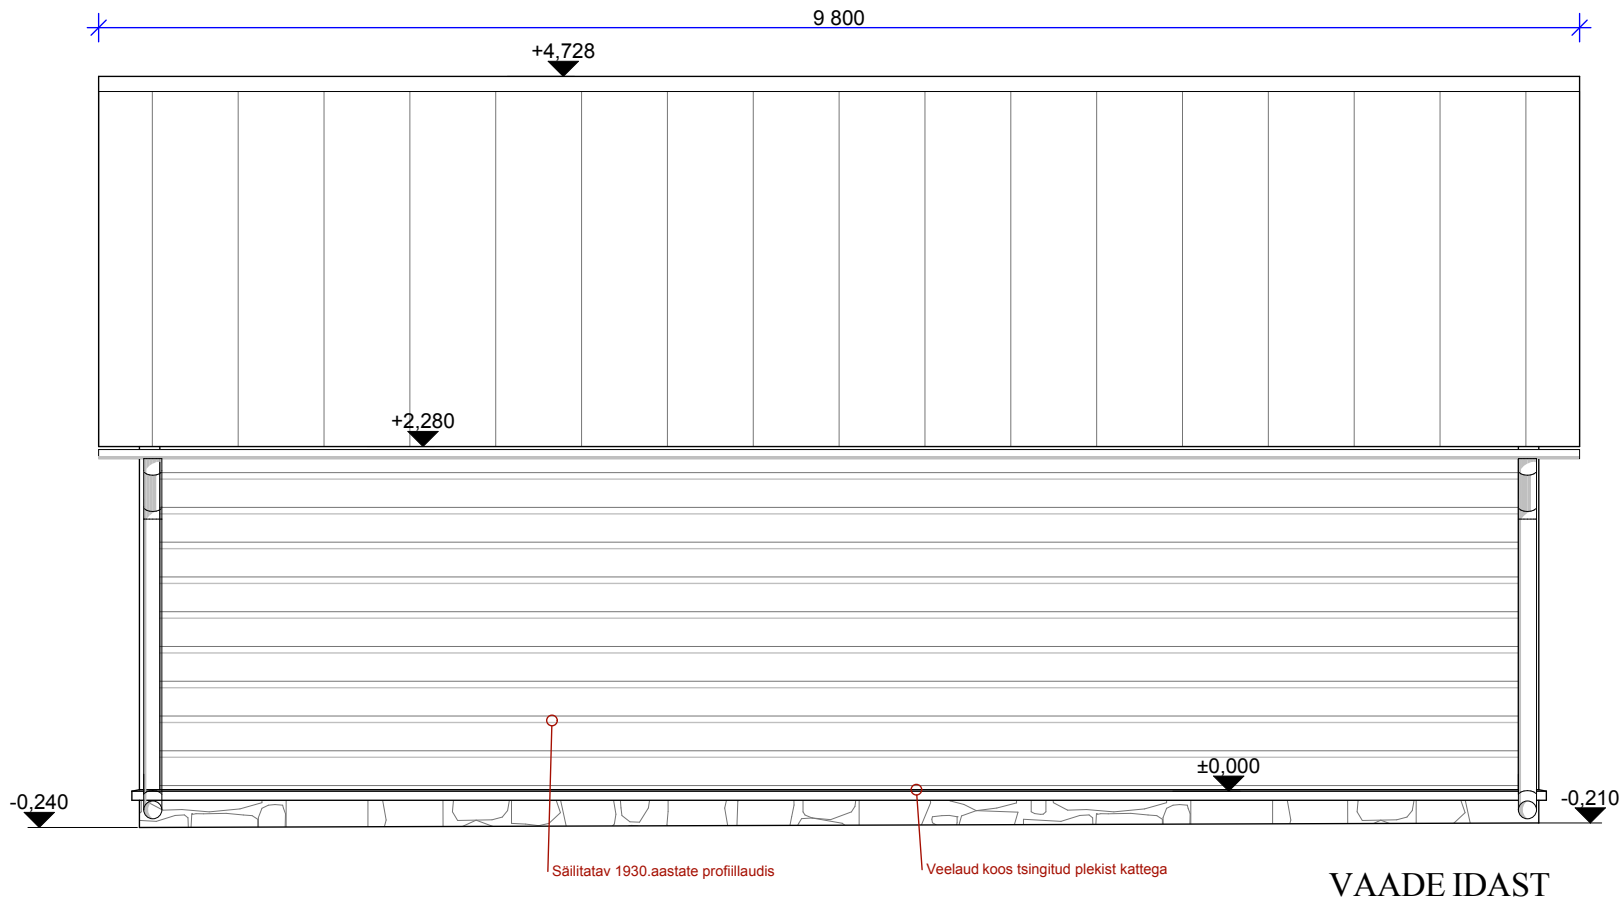 9 800
+4,728
+2,280
±0,000
-0,240
-0,210
Säilitatav 1930.aastate profiillaudis
Veelaud koos tsingitud plekist kattega
VAADE IDAST